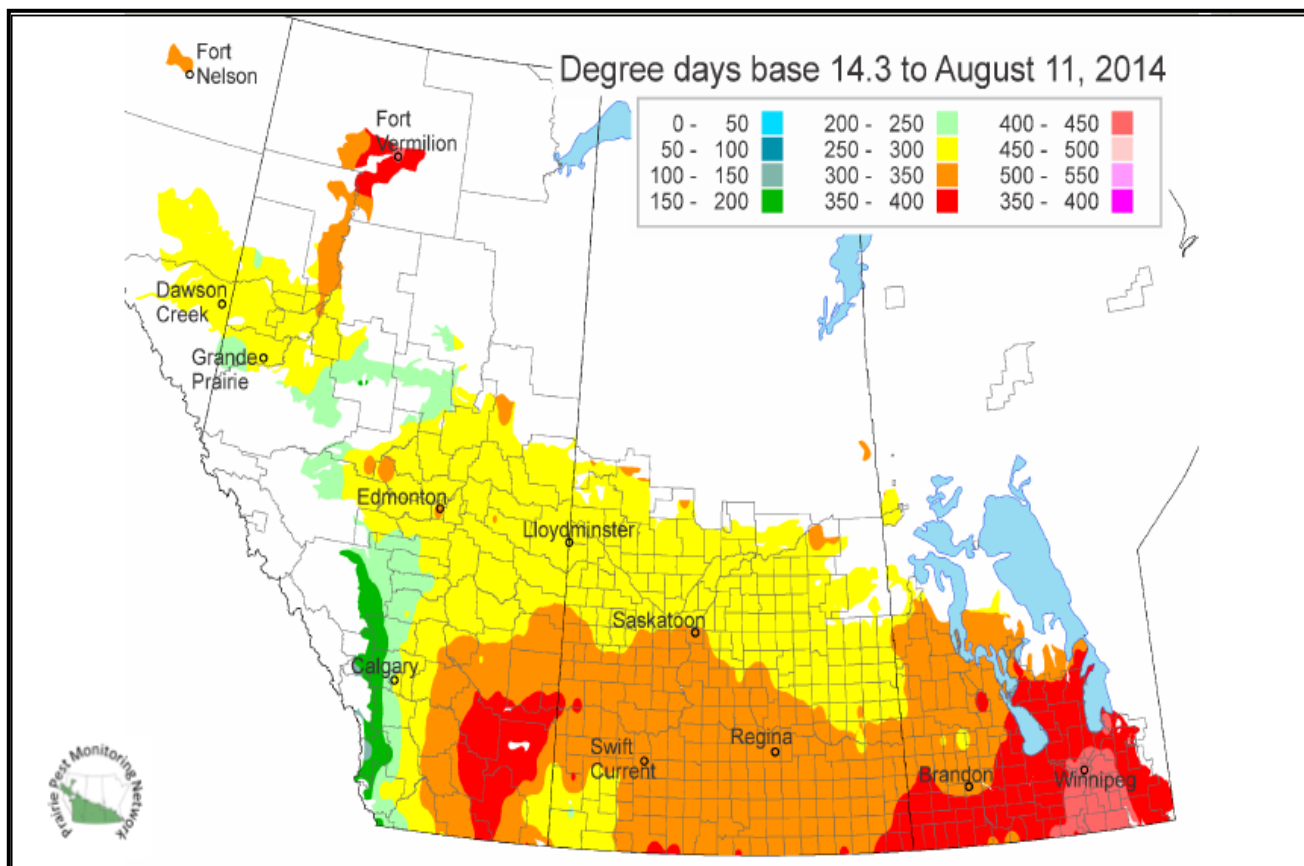 Degree days base 14.3 to August 11, 2014
0 - 50
50 - 100
100 - 150
150 - 200
200 - 250
250 - 300
300 - 350
350 - 400
400 - 450
450 - 500
500 - 550
350 - 400
Fort
Nelson
Fort
Vermilion
Dawson
Creek
Grande
Prairie
Edmonton
Lloydminster
Saskatoon
Calgary
Swift
Current
Regina
Brandon
Winnipeg
Prairie Pest Monitoring Network